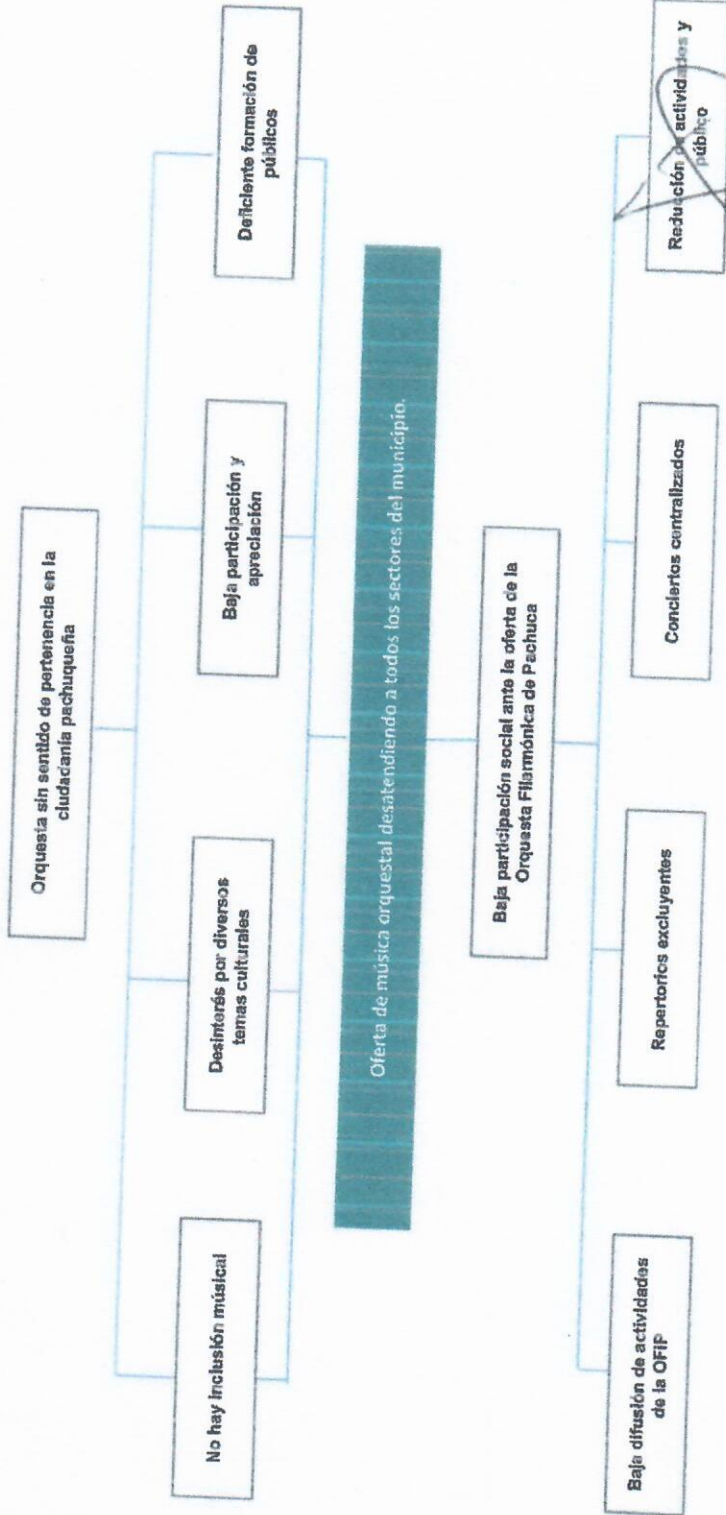 Orquesta sin sentido de pertenencia en la
ciudadanía pachuqueña
No hay inclusión músical
Desinterés por diversos
temas culturales
Baja participación y
apreciación
Deficiente formación de
públicos
Oferta de música orquestal desatendiendo a todos los sectores del municipio.
Baja participación social ante la oferta de la
Orquesta Filarmónica de Pachuca
Baja difusión de actividades
de la OFIP
Repertorios excluyentes
Conciertos centralizados
Reducción de actividades y
público